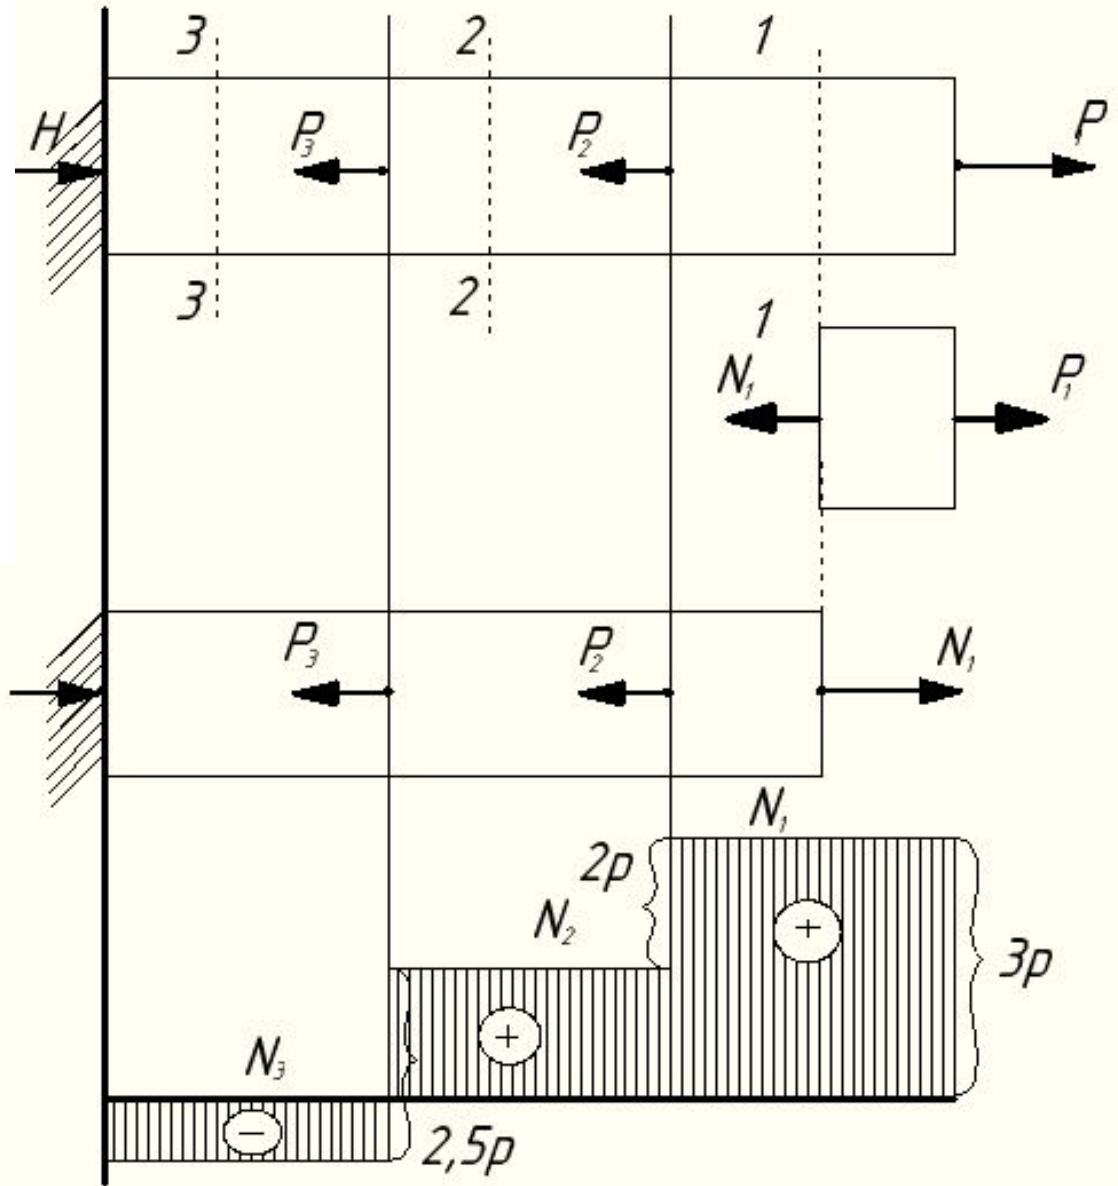 3 2 1
H P₃ P₂ P₁
3 2 1
N₁ P₁
P₃ P₂ N₁
N₁
2p
N₂
+
3p
+
N₃
− 2,5p